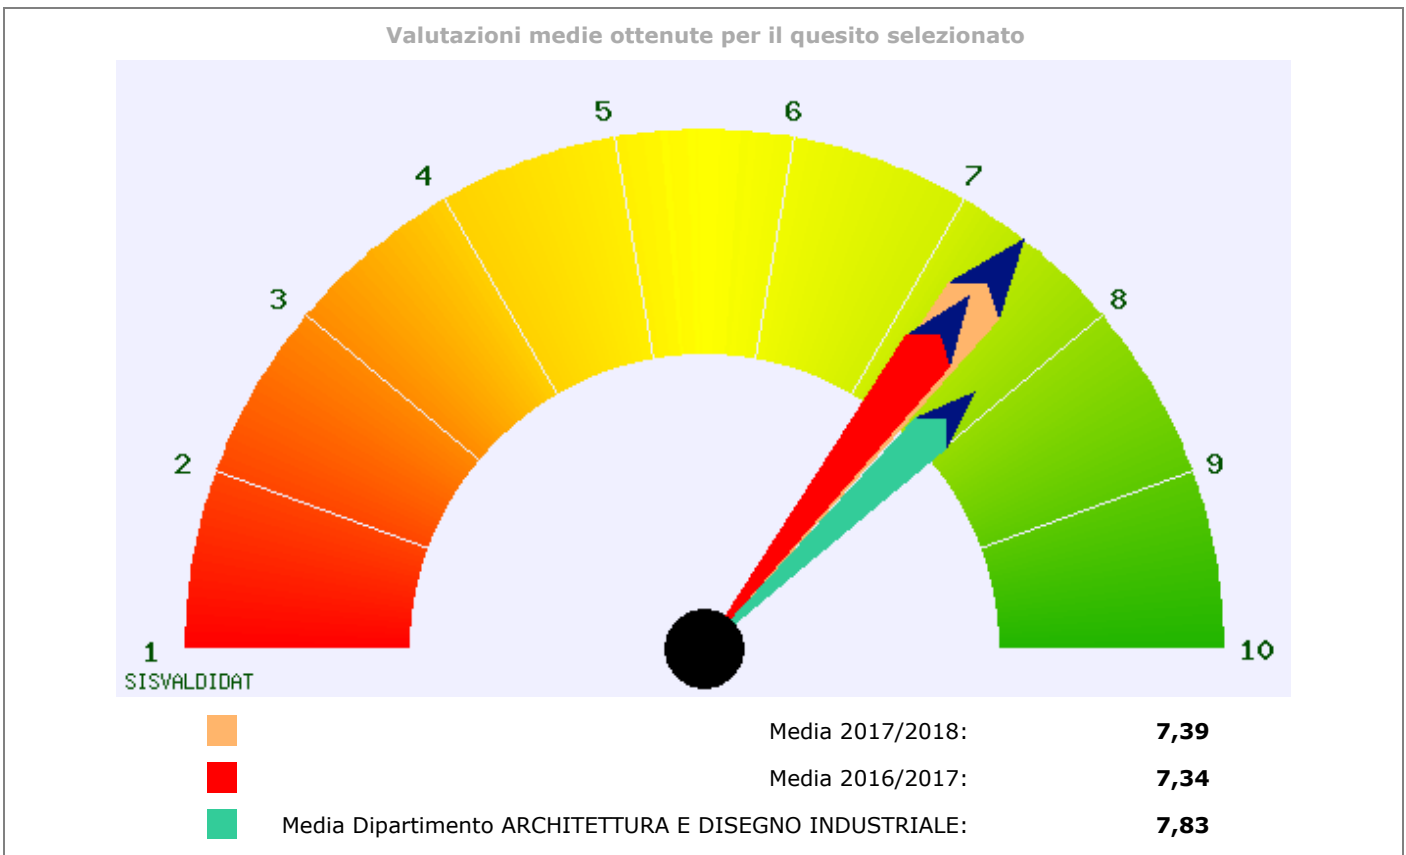 Valutazioni medie ottenute per il quesito selezionato
5 6
4 7
3 8
2 9
1 10
SISVALDIDAT
Media 2017/2018: 7,39
Media 2016/2017: 7,34
Media Dipartimento ARCHITETTURA E DISEGNO INDUSTRIALE: 7,83